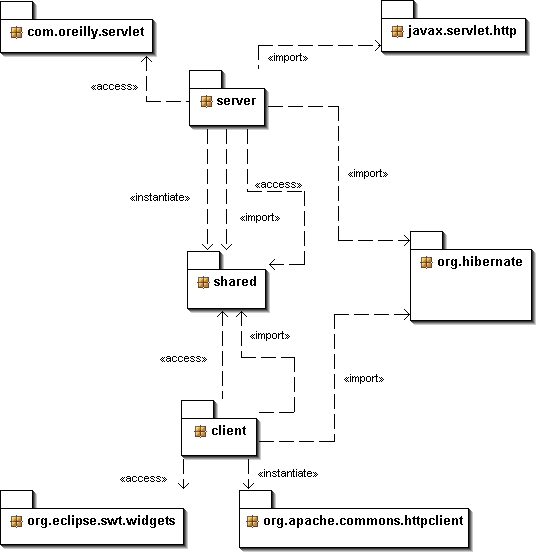 com.oreilly.servlet
javax.servlet.http
«import»
«access»
server
«import»
«access»
«instantiate»
«import»
org.hibernate
shared
«import»
«access»
«import»
client
«access»
«instantiate»
org.eclipse.swt.widgets
org.apache.commons.httpclient